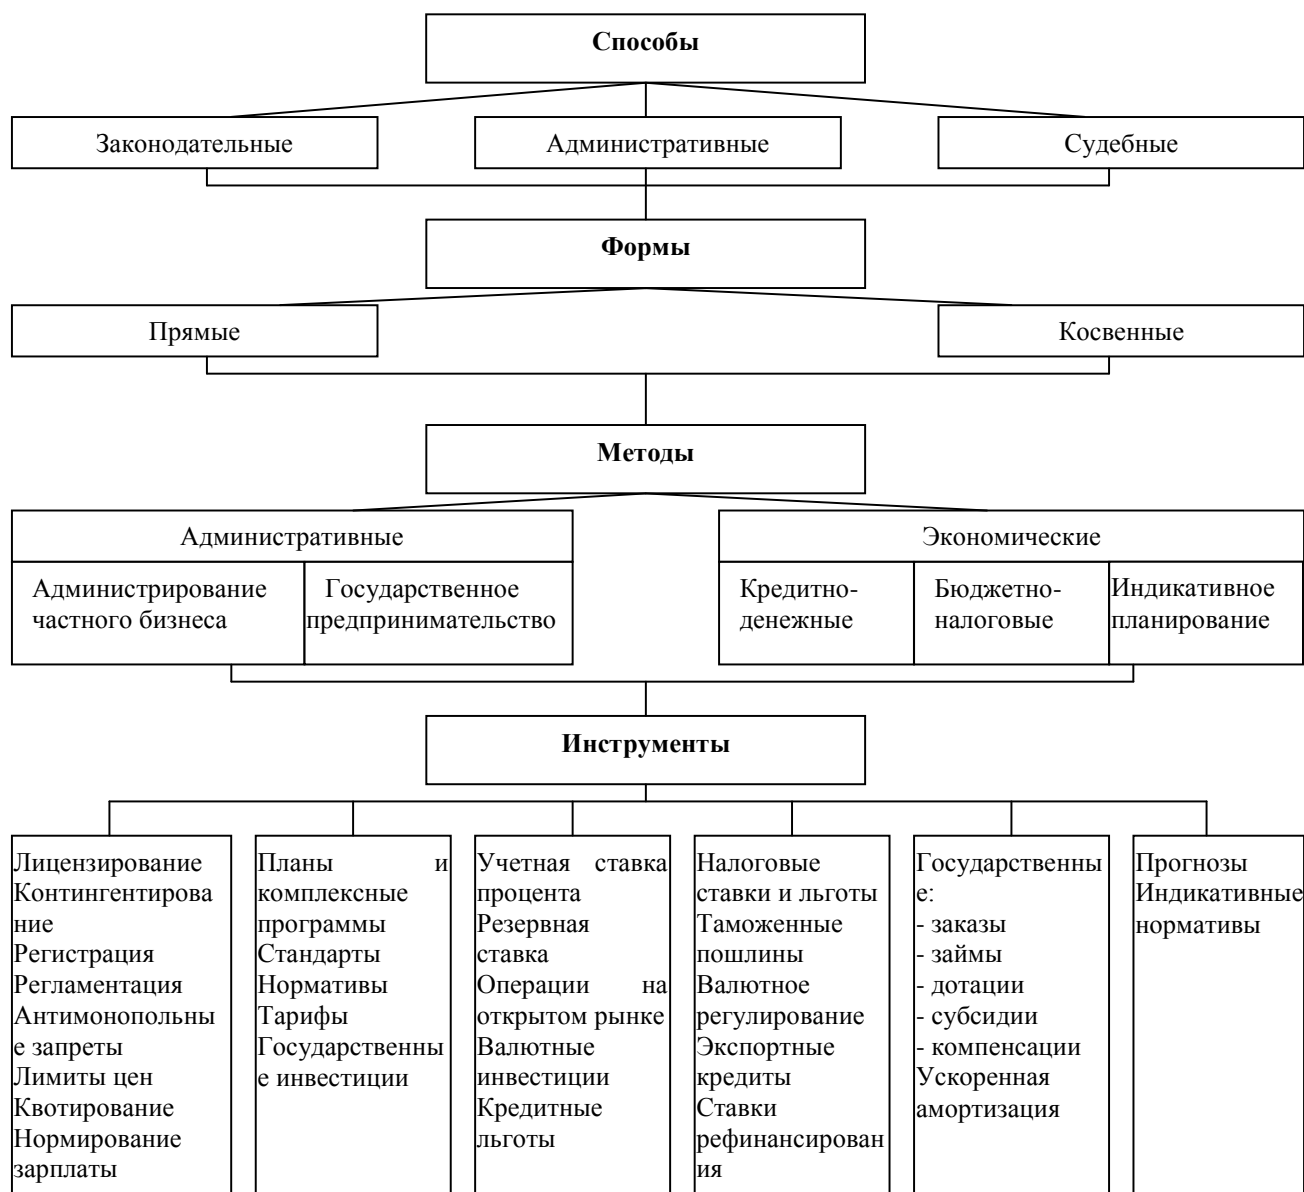 Способы
Законодательные
Административные
Судебные
Формы
Прямые
Косвенные
Методы
Административные
Экономические
Администрирование
частного бизнеса
Государственное
предпринимательство
Кредитно-
денежные
Бюджетно-
налоговые
Индикативное
планирование
Инструменты
Лицензирование
Контингентирова
ние
Регистрация
Регламентация
Антимонопольны
е запреты
Лимиты цен
Квотирование
Нормирование
зарплаты
Планы и
комплексные
программы
Стандарты
Нормативы
Тарифы
Государственны
е инвестиции
Учетная ставка
процента
Резервная
ставка
Операции на
открытом рынке
Валютные
инвестиции
Кредитные
льготы
Налоговые
ставки и льготы
Таможенные
пошлины
Валютное
регулирование
Экспортные
кредиты
Ставки
рефинансирован
ия
Государственны
е:
- заказы
- займы
- дотации
- субсидии
- компенсации
Ускоренная
амортизация
Прогнозы
Индикативные
нормативы